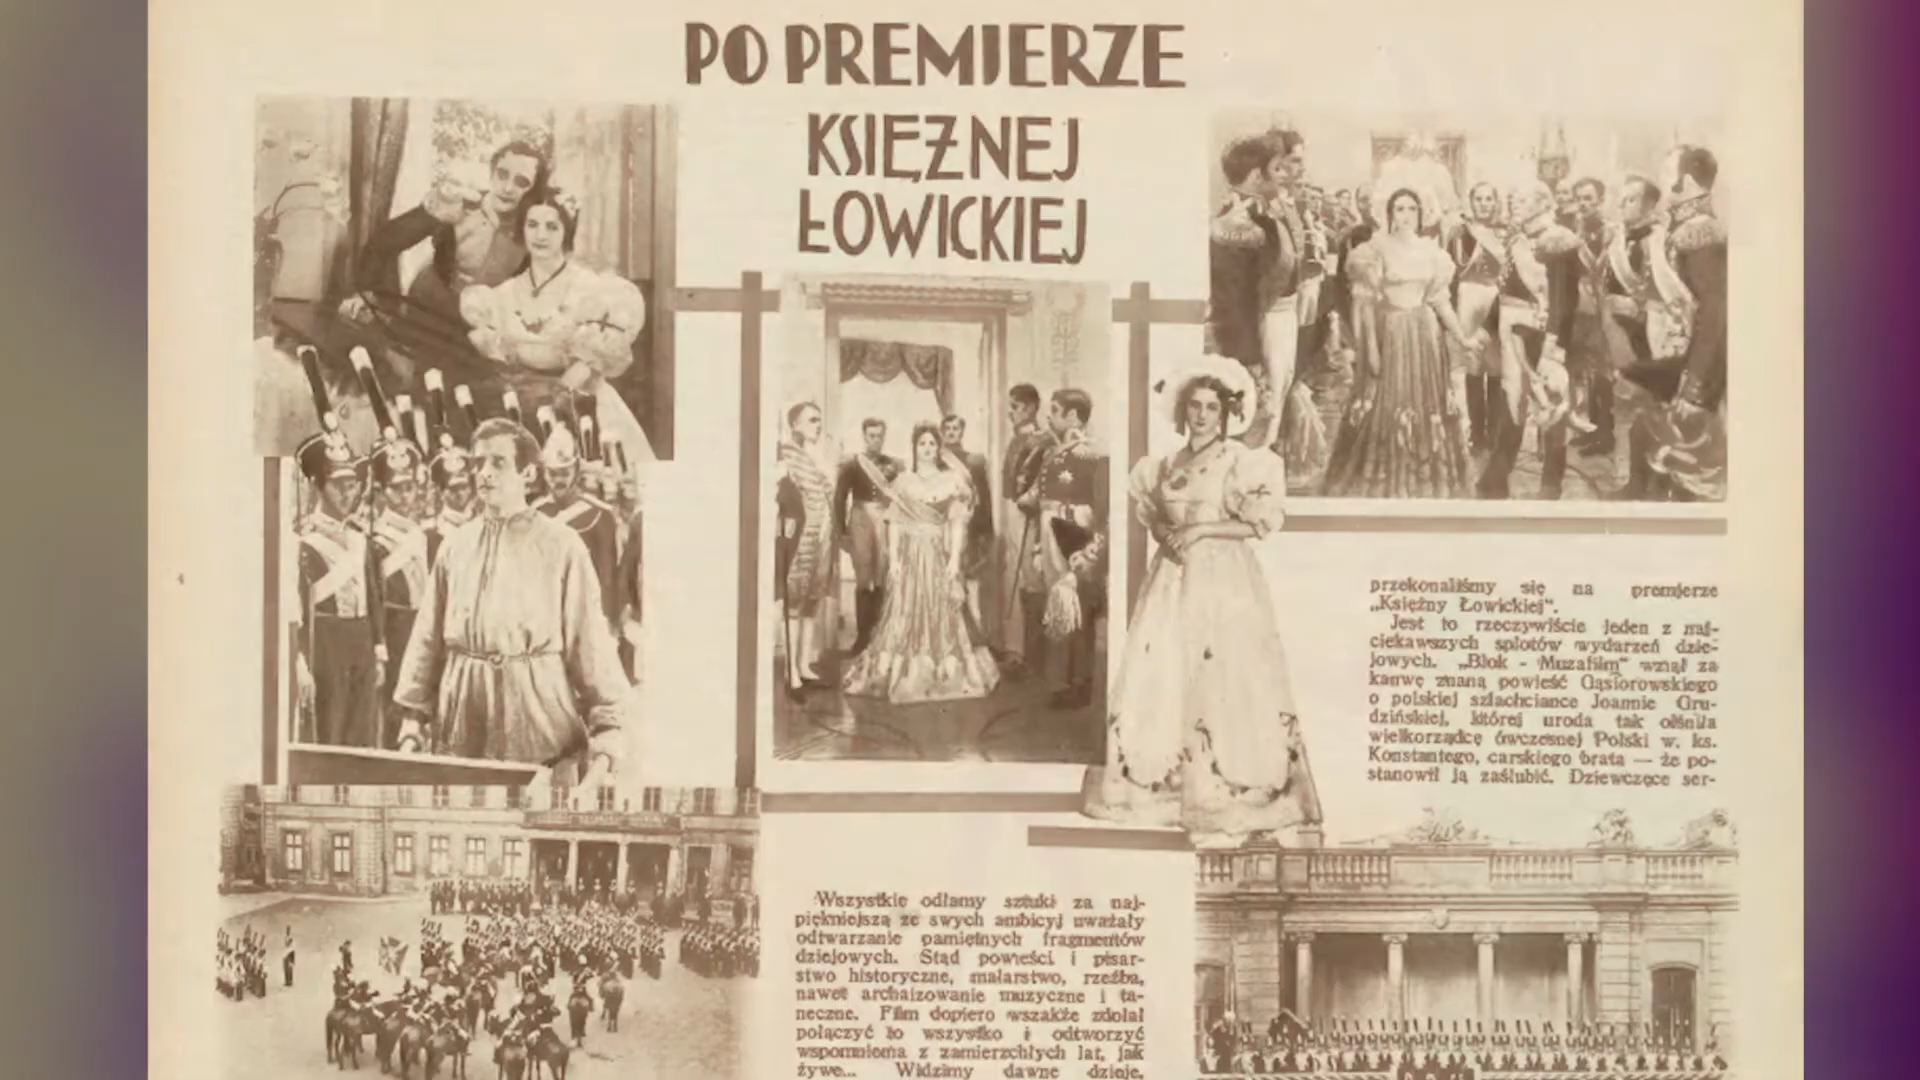 PO PREMJERZE
KSIĘŻNEJ
ŁOWICKIEJ
Wszystkie odłamy sztuki za naj-
piękniejszą ze swych ambicyj uważały
odtwarzanie pamiętnych fragmentów
dziejowych. Stąd powieści i pisar-
stwo historyczne, malarstwo, rzeźba,
nawet archaizowanie muzyczne i ta-
neczne. Film dopiero wszakże zdołał
połączyć to wszystko i odtworzyć
wspomnienia z zamierzchłych lat, jak
żywe... Widzimy dawne dzieje,
przekonaliśmy się na premjerze
„Księżny Łowickiej“.
Jest to rzeczywiście jeden z naj-
ciekawszych splotów wydarzeń dzie-
jowych. „Blok - Muzafilm“ wziął za
kanwę znaną powieść Gąsiorowskiego
o polskiej szlachciance Joannie Gru-
dzińskiej, której uroda tak olśniła
wielkorządcę ówczesnej Polski w. ks.
Konstantego, carskiego brata — że po-
stanowił ją zaślubić. Dziewczęce ser-